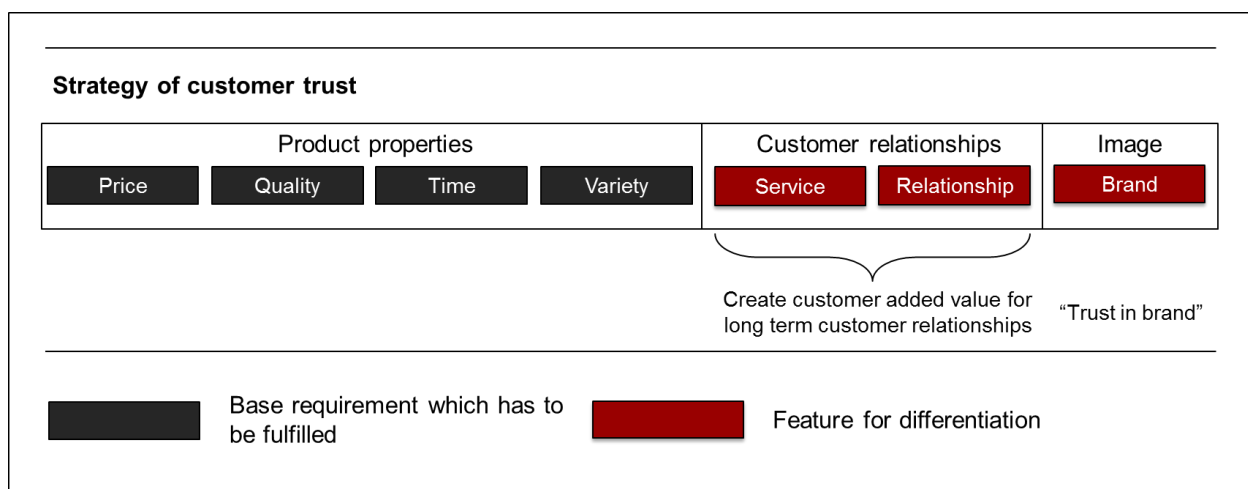 Strategy of customer trust
Product properties
Customer relationships
Image
Price
Quality
Time
Variety
Service
Relationship
Brand
Create customer added value for
long term customer relationships
“Trust in brand”
Base requirement which has to
be fulfilled
Feature for differentiation